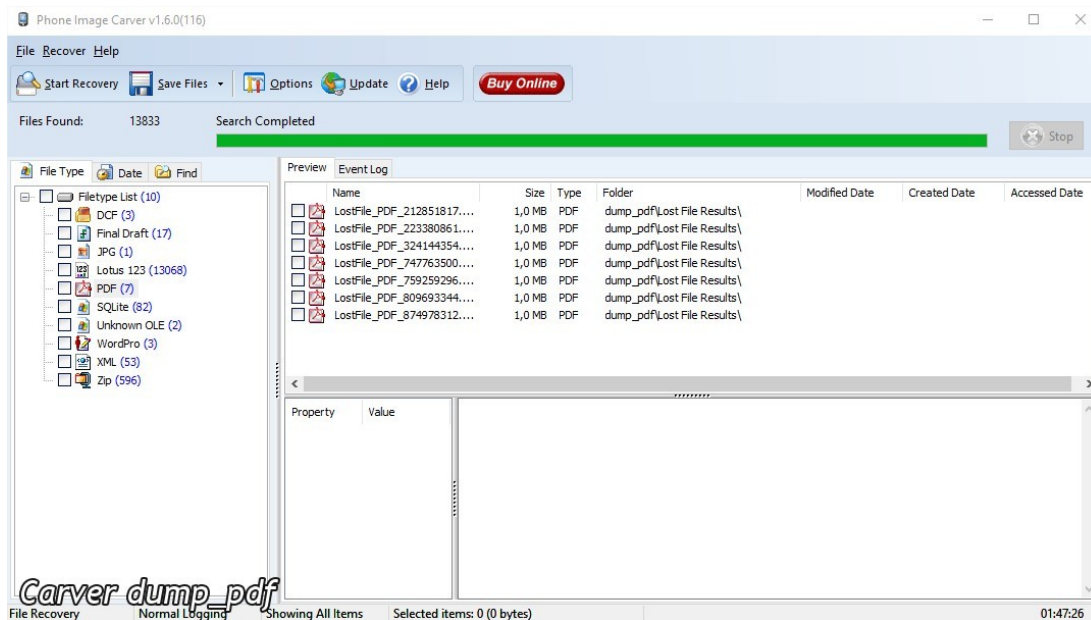 Phone Image Carver v1.6.0(116)
File Recover Help
Start Recovery Save Files Options Update Help Buy Online
Files Found: 13833 Search Completed
Stop
File Type Date Find
Filetype List (10)
DCF (3)
Final Draft (17)
JPG (1)
Lotus 123 (13068)
PDF (7)
SQLite (82)
Unknown OLE (2)
WordPro (3)
XML (53)
Zip (596)
Preview Event Log
Name Size Type Folder Modified Date Created Date Accessed Date
LostFile_PDF_212851817.... 1,0 MB PDF dump_pdf\Lost File Results\
LostFile_PDF_223380861.... 1,0 MB PDF dump_pdf\Lost File Results\
LostFile_PDF_324144354.... 1,0 MB PDF dump_pdf\Lost File Results\
LostFile_PDF_747763500.... 1,0 MB PDF dump_pdf\Lost File Results\
LostFile_PDF_759259296.... 1,0 MB PDF dump_pdf\Lost File Results\
LostFile_PDF_809693344.... 1,0 MB PDF dump_pdf\Lost File Results\
LostFile_PDF_874978312.... 1,0 MB PDF dump_pdf\Lost File Results\
Property Value
Carver dump_pdf
File Recovery Normal Logging Showing All Items Selected items: 0 (0 bytes) 01:47:26